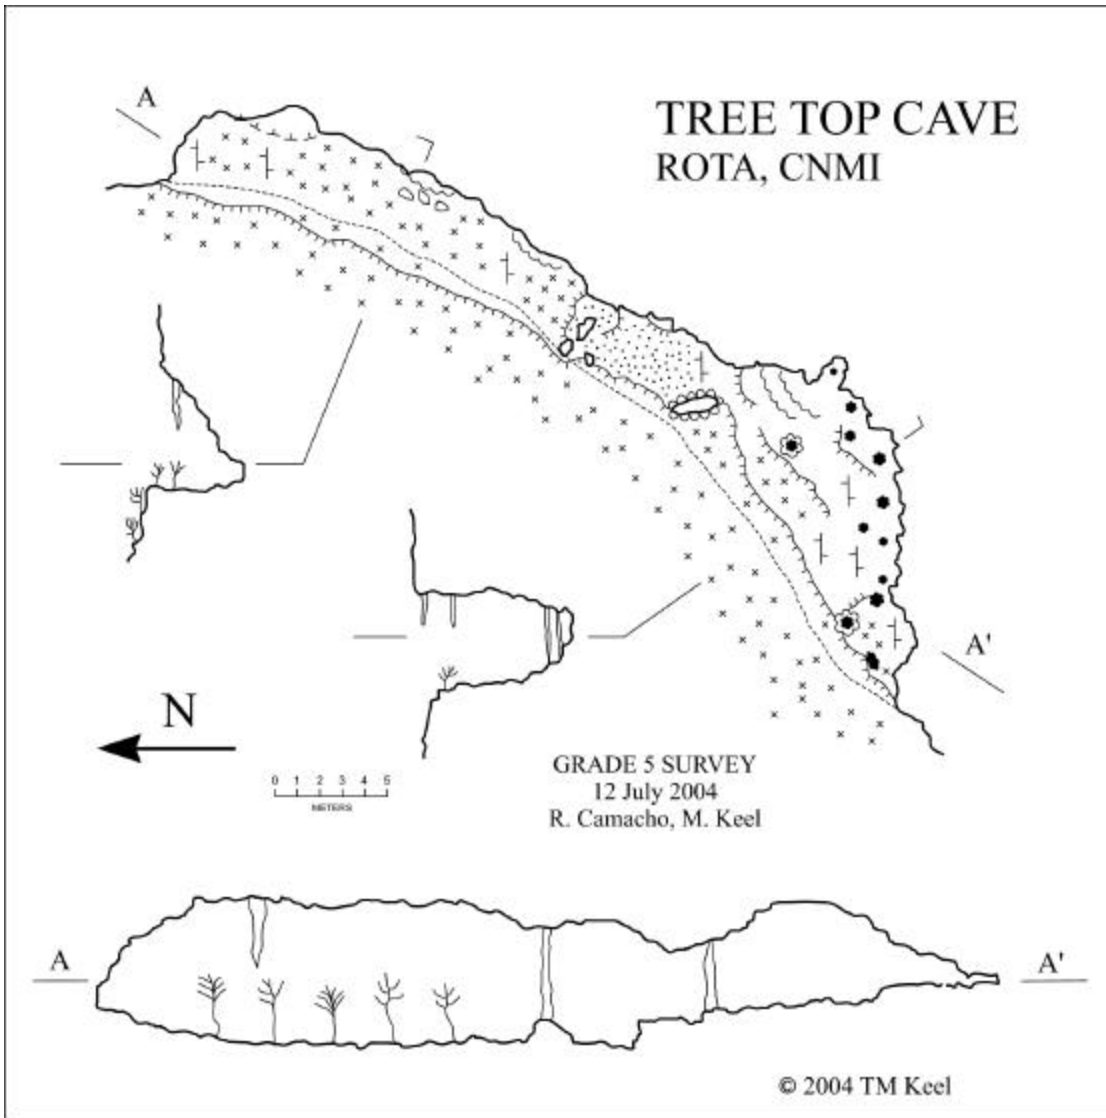 A
TREE TOP CAVE
ROTA, CNMI
A'
N
0 1 2 3 4 5
METERS
GRADE 5 SURVEY
12 July 2004
R. Camacho, M. Keel
A
A'
© 2004 TM Keel